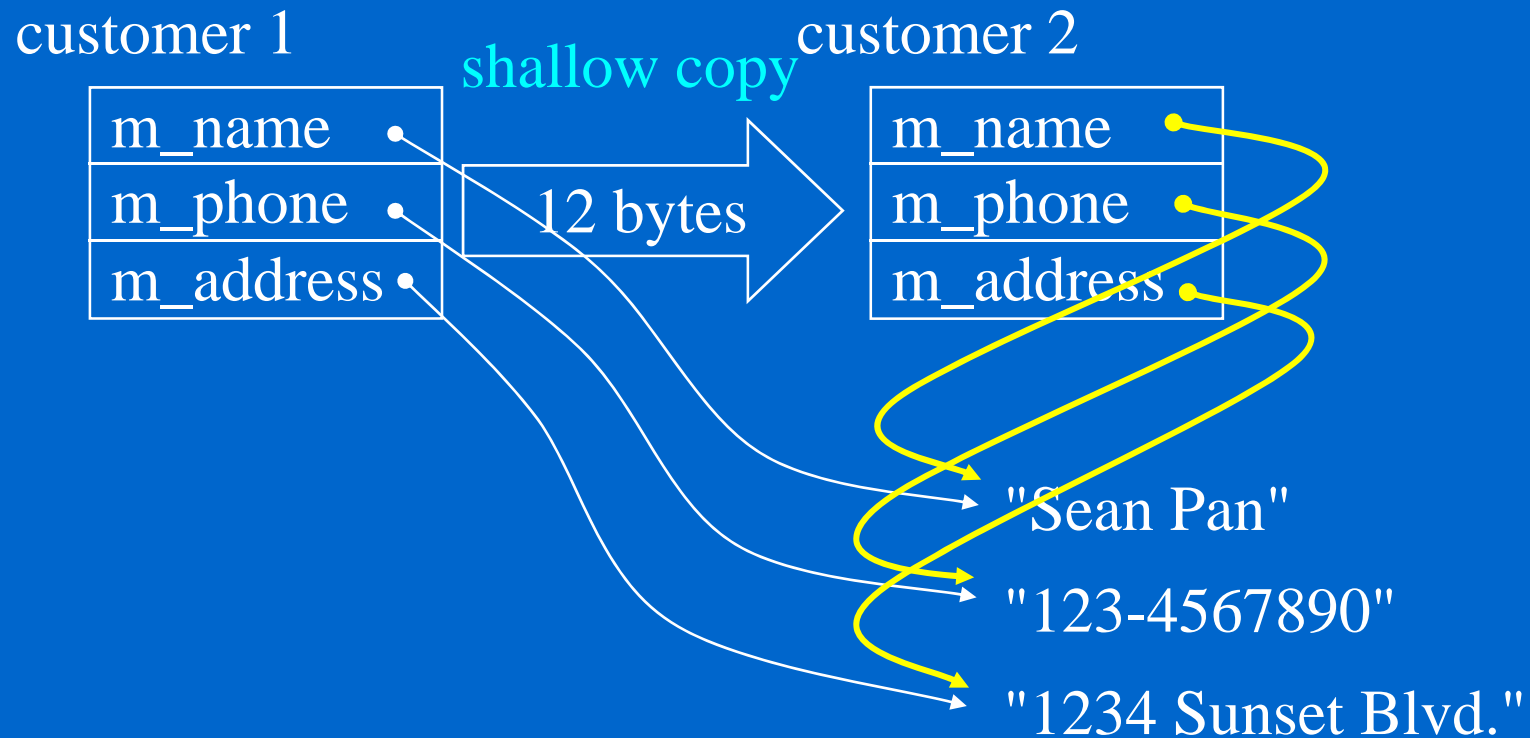 customer 1
shallow copy
customer 2
m_name
m_phone
m_address
12 bytes
m_name
m_phone
m_address
"Sean Pan"
"123-4567890"
"1234 Sunset Blvd."